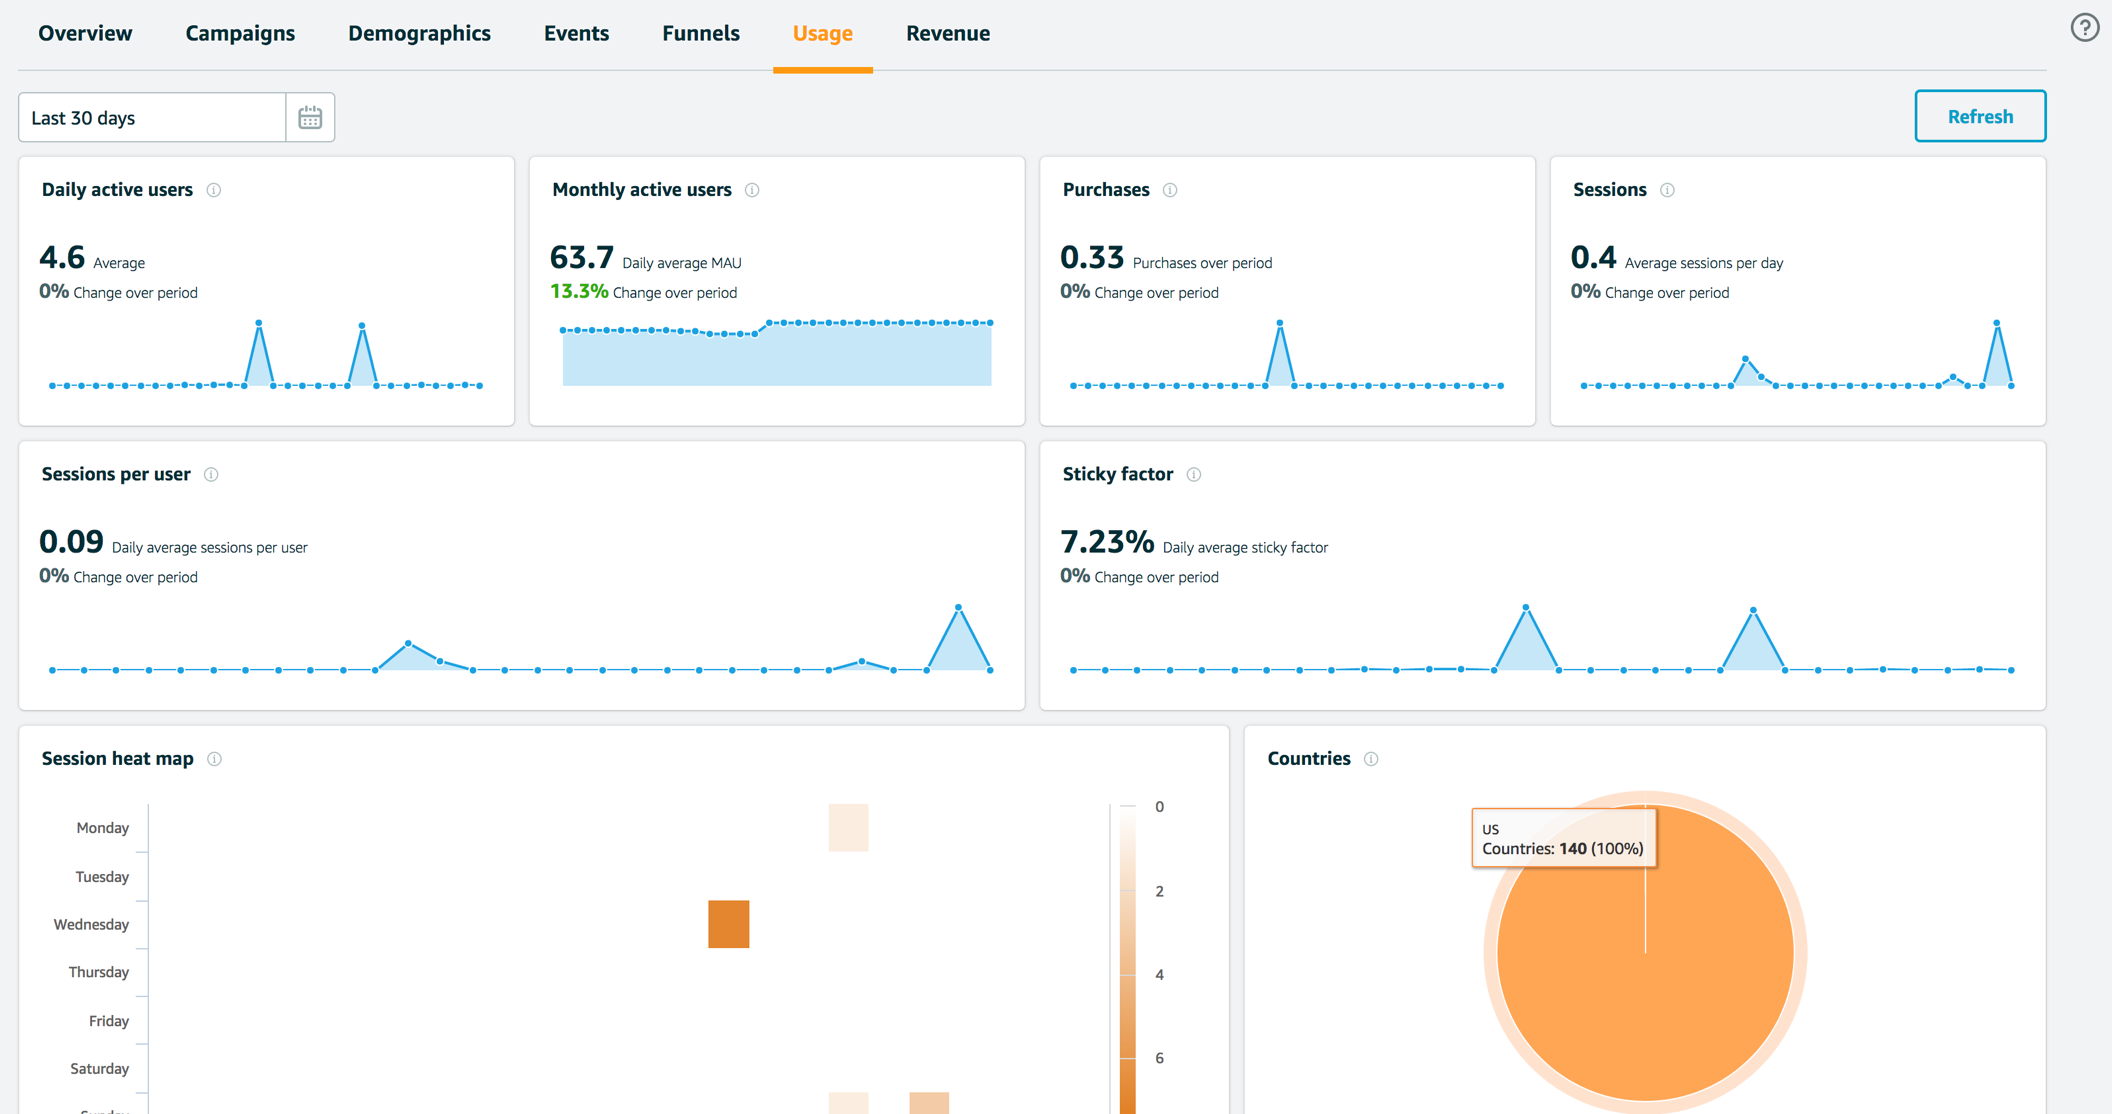 Overview Campaigns Demographics Events Funnels Usage Revenue
Last 30 days
Refresh
Daily active users
4.6 Average
0% Change over period
Monthly active users
63.7 Daily average MAU
13.3% Change over period
Purchases
0.33 Purchases over period
0% Change over period
Sessions
0.4 Average sessions per day
0% Change over period
Sessions per user
0.09 Daily average sessions per user
0% Change over period
Sticky factor
7.23% Daily average sticky factor
0% Change over period
Session heat map
Monday
Tuesday
Wednesday
Thursday
Friday
Saturday
0
2
4
6
Countries
US
Countries: 140 (100%)